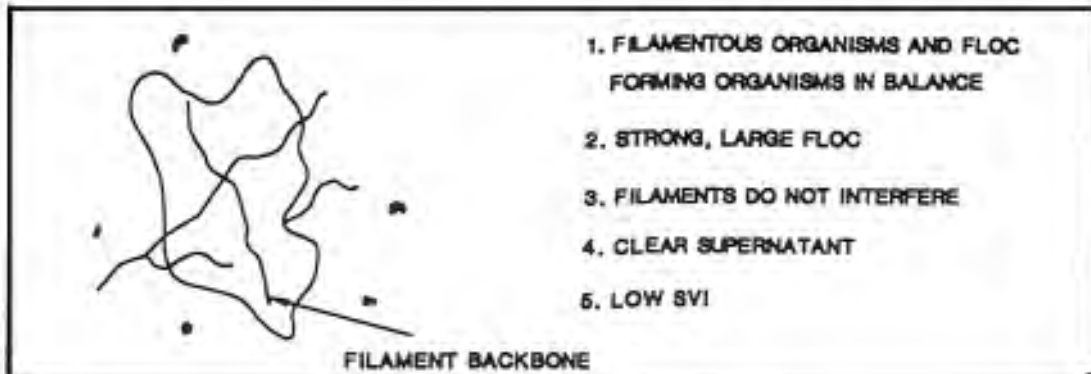 1. FILAMENTOUS ORGANISMS AND FLOC
FORMING ORGANISMS IN BALANCE
2. STRONG, LARGE FLOC
3. FILAMENTS DO NOT INTERFERE
4. CLEAR SUPERNATANT
5. LOW SVI
FILAMENT BACKBONE